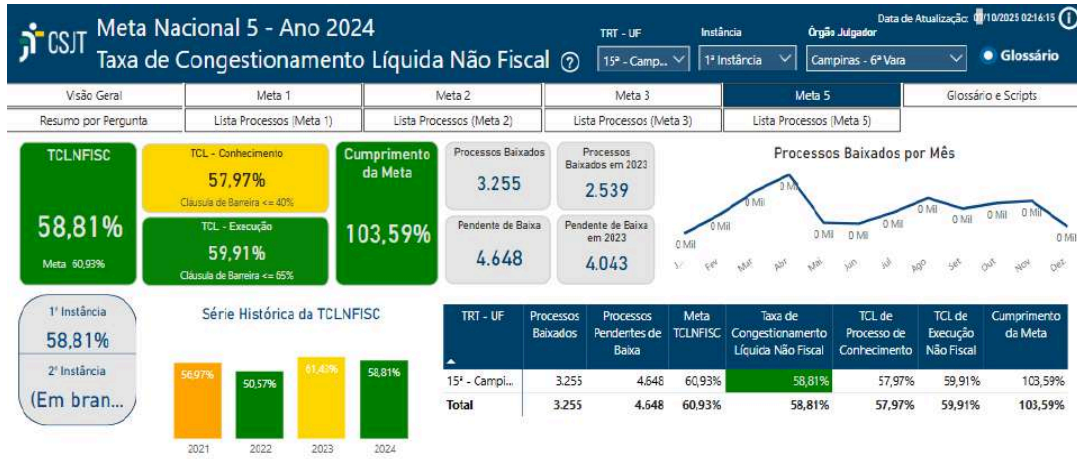 CSJT
Meta Nacional 5 - Ano 2024
Taxa de Congestionamento Líquida Não Fiscal ?
TRT - UF
15ª - Camp...
Instância
1ª Instância
Órgão Julgador
Campinas - 6ª Vara
Data de Atualização: /10/2025 02:16:15
Glossário
Visão Geral
Meta 1
Meta 2
Meta 3
Meta 5
Glossário e Scripts
Resumo por Pergunta
Lista Processos (Meta 1)
Lista Processos (Meta 2)
Lista Processos (Meta 3)
Lista Processos (Meta 5)
TCLNFISC
58,81%
Meta 60,93%
TCL - Conhecimento
57,97%
Cláusula de Barreira <= 40%
TCL - Execução
59,91%
Cláusula de Barreira <= 65%
Cumprimento
da Meta
103,59%
Processos Baixados
3.255
Processos
Baixados em 2023
2.539
Pendente de Baixa
4.648
Pendente de Baixa
em 2023
4.043
Processos Baixados por Mês
0 Mil
0 Mil
0 Mil
0 Mil
0 Mil
0 Mil
0 Mil
0 Mil
0 Mil
0 Mil
0 Mil
J... Fev Mar Abr Mai Jun Jul Ago Set Out Nov Dez
1ª Instância
58,81%
2ª Instância
(Em bran...
Série Histórica da TCLNFISC
56,97%
50,57%
61,43%
58,81%
2021 2022 2023 2024
TRT - UF
Processos
Baixados
Processos
Pendentes de
Baixa
Meta
TCLNFISC
Taxa de
Congestionamento
Líquida Não Fiscal
TCL de
Processo de
Conhecimento
TCL de
Execução
Não Fiscal
Cumprimento
da Meta
15ª - Campi... 3.255 4.648 60,93% 58,81% 57,97% 59,91% 103,59%
Total 3.255 4.648 60,93% 58,81% 57,97% 59,91% 103,59%